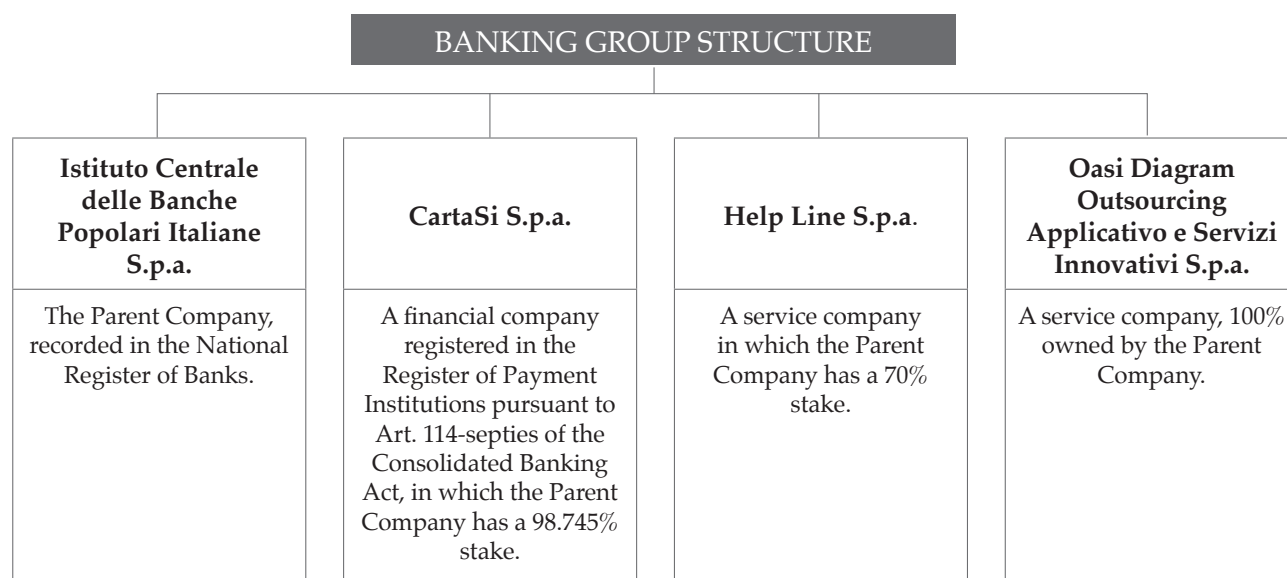 BANKING GROUP STRUCTURE
Istituto Centrale
delle Banche
Popolari Italiane
S.p.a.
The Parent Company,
recorded in the National
Register of Banks.
CartaSi S.p.a.
A financial company
registered in the
Register of Payment
Institutions pursuant to
Art. 114-septies of the
Consolidated Banking
Act, in which the Parent
Company has a 98.745%
stake.
Help Line S.p.a.
A service company
in which the Parent
Company has a 70%
stake.
Oasi Diagram
Outsourcing
Applicativo e Servizi
Innovativi S.p.a.
A service company, 100%
owned by the Parent
Company.